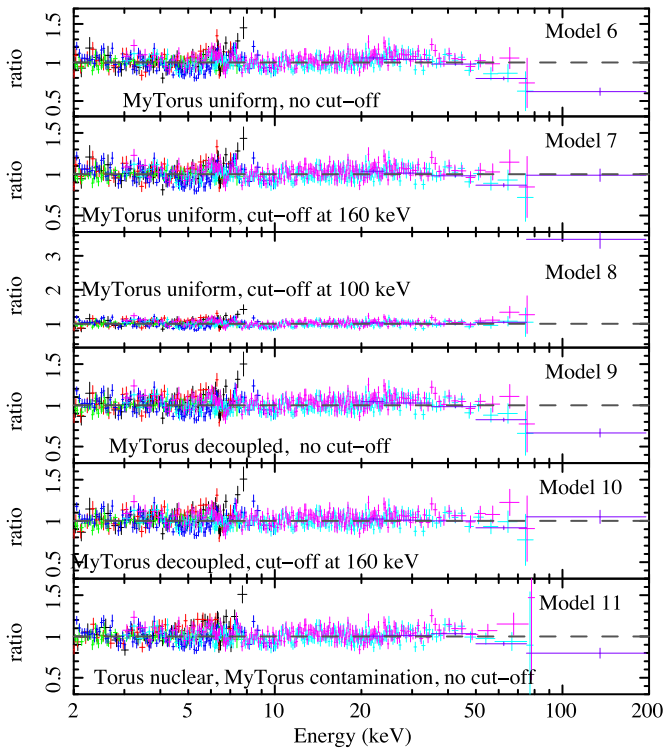 1.5
Model 6
ratio
1
0.5
MyTorus uniform, no cut−off
1.5
Model 7
ratio
1
0.5
MyTorus uniform, cut−off at 160 keV
3
MyTorus uniform, cut−off at 100 keV
Model 8
ratio
2
1
1.5
Model 9
ratio
1
0.5
MyTorus decoupled, no cut−off
1.5
Model 10
ratio
1
0.5
MyTorus decoupled, cut−off at 160 keV
1.5
Model 11
ratio
1
0.5
Torus nuclear, MyTorus contamination, no cut−off
2 5 10 20 50 100 200
Energy (keV)